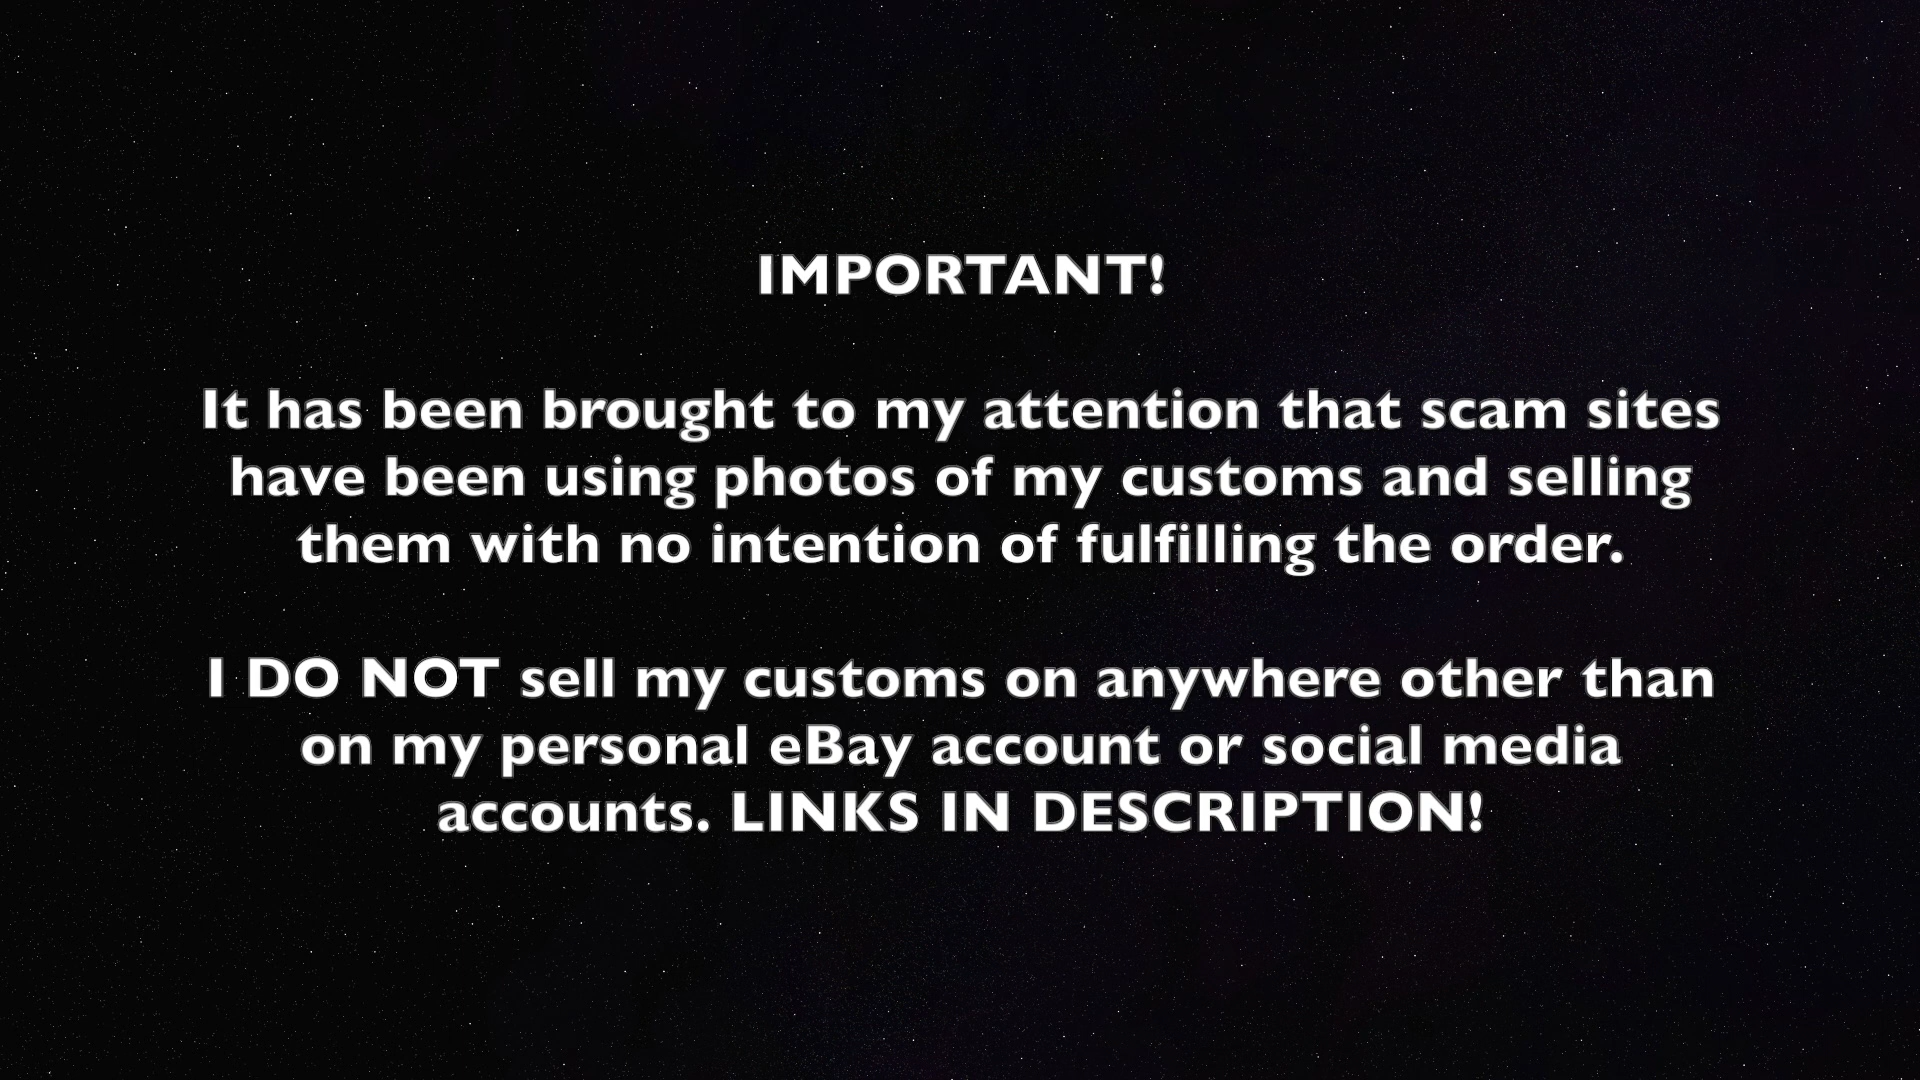 IMPORTANT!
It has been brought to my attention that scam sites
have been using photos of my customs and selling
them with no intention of fulfilling the order.
I DO NOT sell my customs on anywhere other than
on my personal eBay account or social media
accounts. LINKS IN DESCRIPTION!